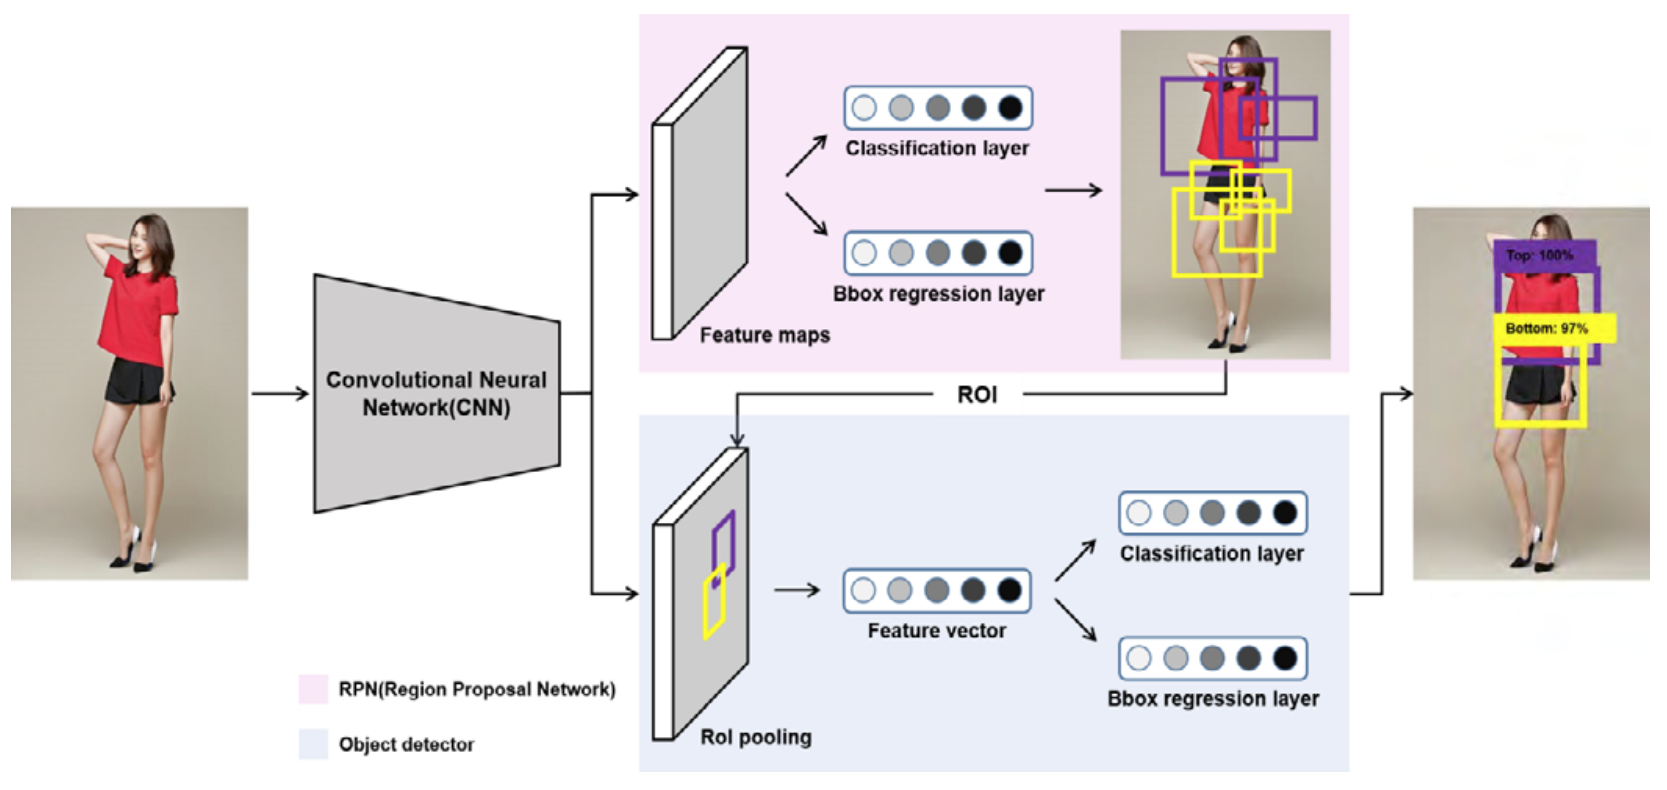 Convolutional Neural
Network(CNN)
Feature maps
Classification layer
Bbox regression layer
ROI
RoI pooling
Feature vector
Classification layer
Bbox regression layer
Top: 100%
Bottom: 97%
RPN(Region Proposal Network)
Object detector